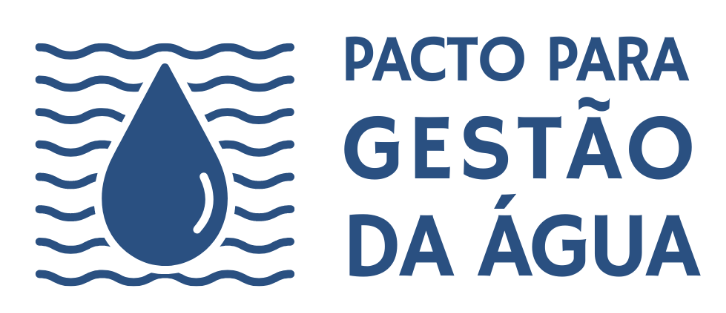 PACTO PARA
GESTÃO
DA ÁGUA